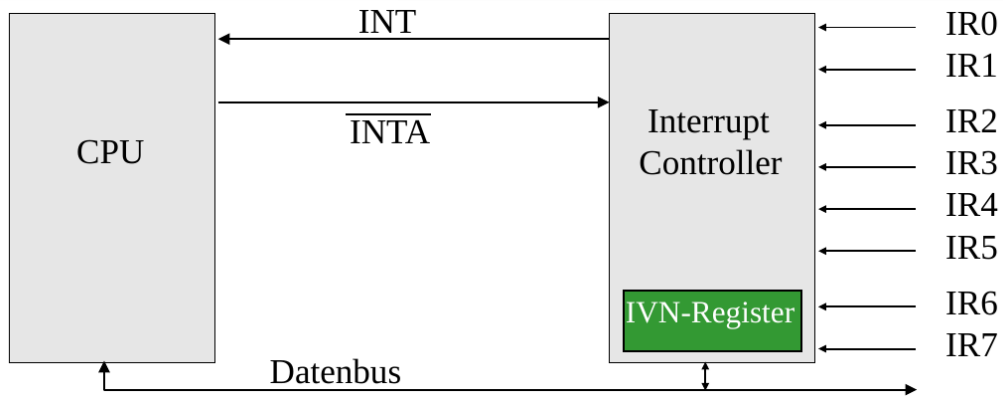 INT
IR0
IR1
INTA
CPU
Interrupt
Controller
IR2
IR3
IR4
IR5
IVN-Register
IR6
IR7
Datenbus